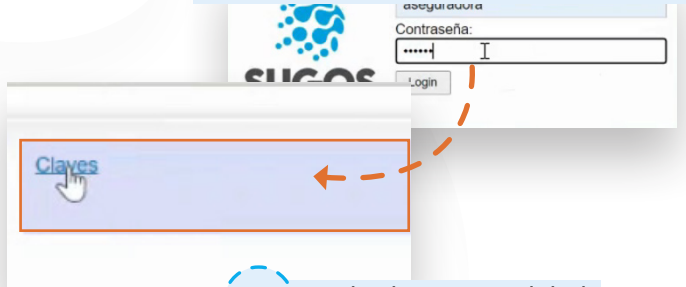 aseguradora
Contraseña:
••••••
SUGOS
Login
Claves